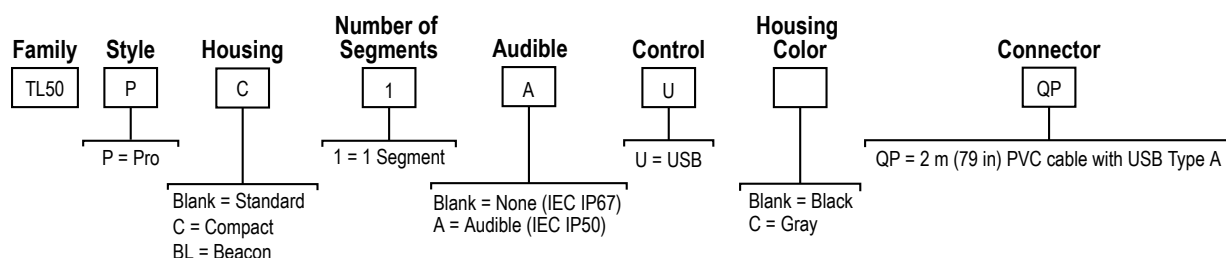 Family Style Housing Number of Segments Audible Control Housing Color Connector
TL50 P C 1 A U QP
P = Pro
1 = 1 Segment
U = USB
QP = 2 m (79 in) PVC cable with USB Type A
Blank = Standard
C = Compact
BL = Beacon
Blank = None (IEC IP67)
A = Audible (IEC IP50)
Blank = Black
C = Gray